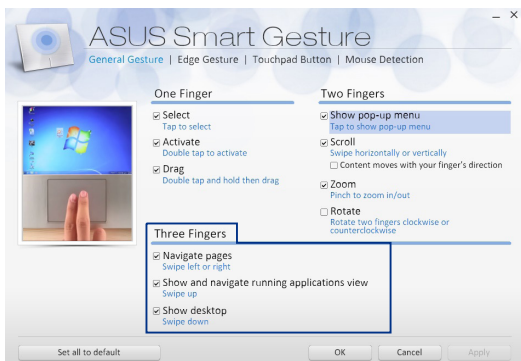 ASUS Smart Gesture
General Gesture | Edge Gesture | Touchpad Button | Mouse Detection
One Finger
Select
Tap to select
Activate
Double tap to activate
Drag
Double tap and hold then drag
Two Fingers
Show pop-up menu
Tap to show pop-up menu
Scroll
Swipe horizontally or vertically
Content moves with your finger's direction
Zoom
Pinch to zoom in/out
Rotate
Rotate two fingers clockwise or
counterclockwise
Three Fingers
Navigate pages
Swipe left or right
Show and navigate running applications view
Swipe up
Show desktop
Swipe down
Set all to default
OK
Cancel
Apply